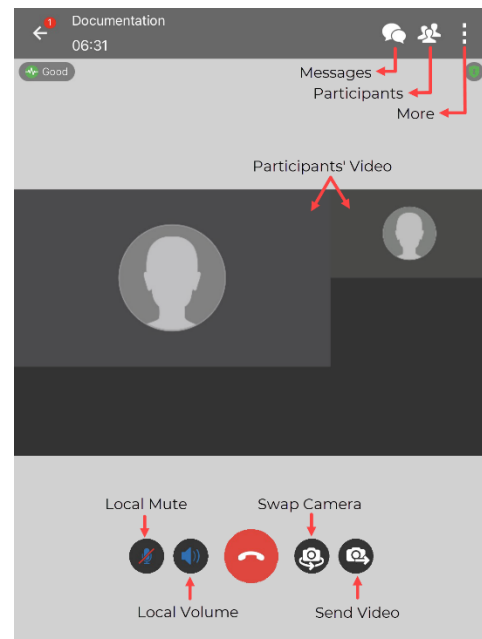 1
Documentation
06:31
Good
Messages
Participants
More
Participants' Video
Local Mute
Swap Camera
Local Volume
Send Video